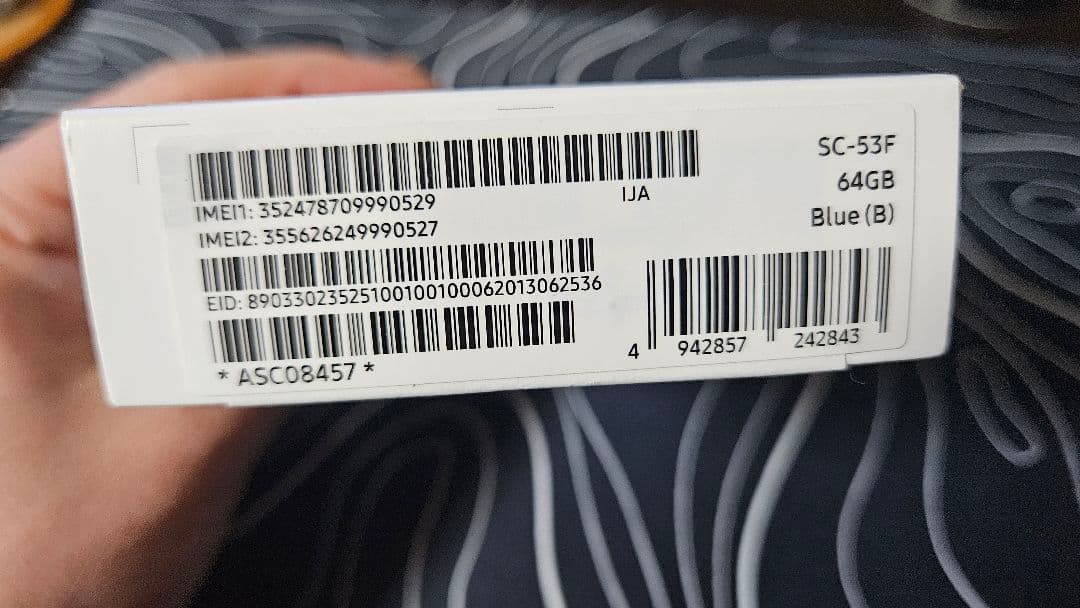 IMEI1: 352478709990529
IJA
IMEI2: 355626249990527
EID: 89033023525100100100062013062536
* ASC08457 *
SC-53F
64GB
Blue (B)
4 942857 242843